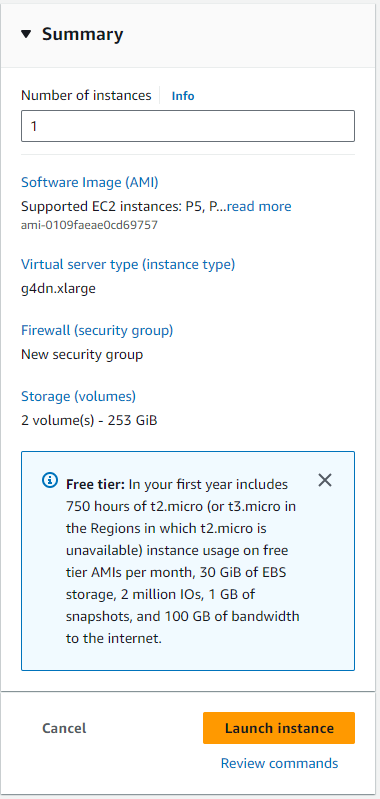 Summary
Number of instances Info
1
Software Image (AMI)
Supported EC2 instances: P5, P...read more
ami-0109faeae0cd69757
Virtual server type (instance type)
g4dn.xlarge
Firewall (security group)
New security group
Storage (volumes)
2 volume(s) - 253 GiB
Free tier: In your first year includes
750 hours of t2.micro (or t3.micro in
the Regions in which t2.micro is
unavailable) instance usage on free
tier AMIs per month, 30 GiB of EBS
storage, 2 million IOs, 1 GB of
snapshots, and 100 GB of bandwidth
to the internet.
Cancel
Launch instance
Review commands